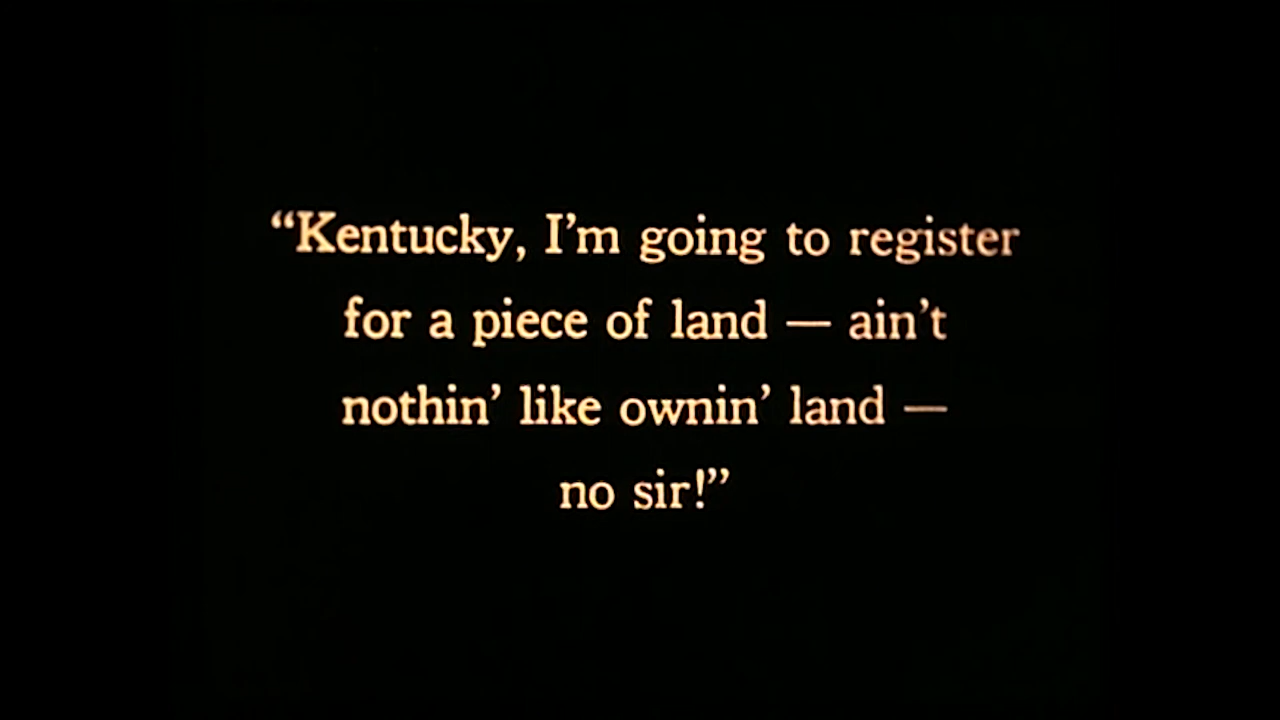 “Kentucky, I’m going to register
for a piece of land — ain’t
nothin’ like ownin’ land —
no sir!”